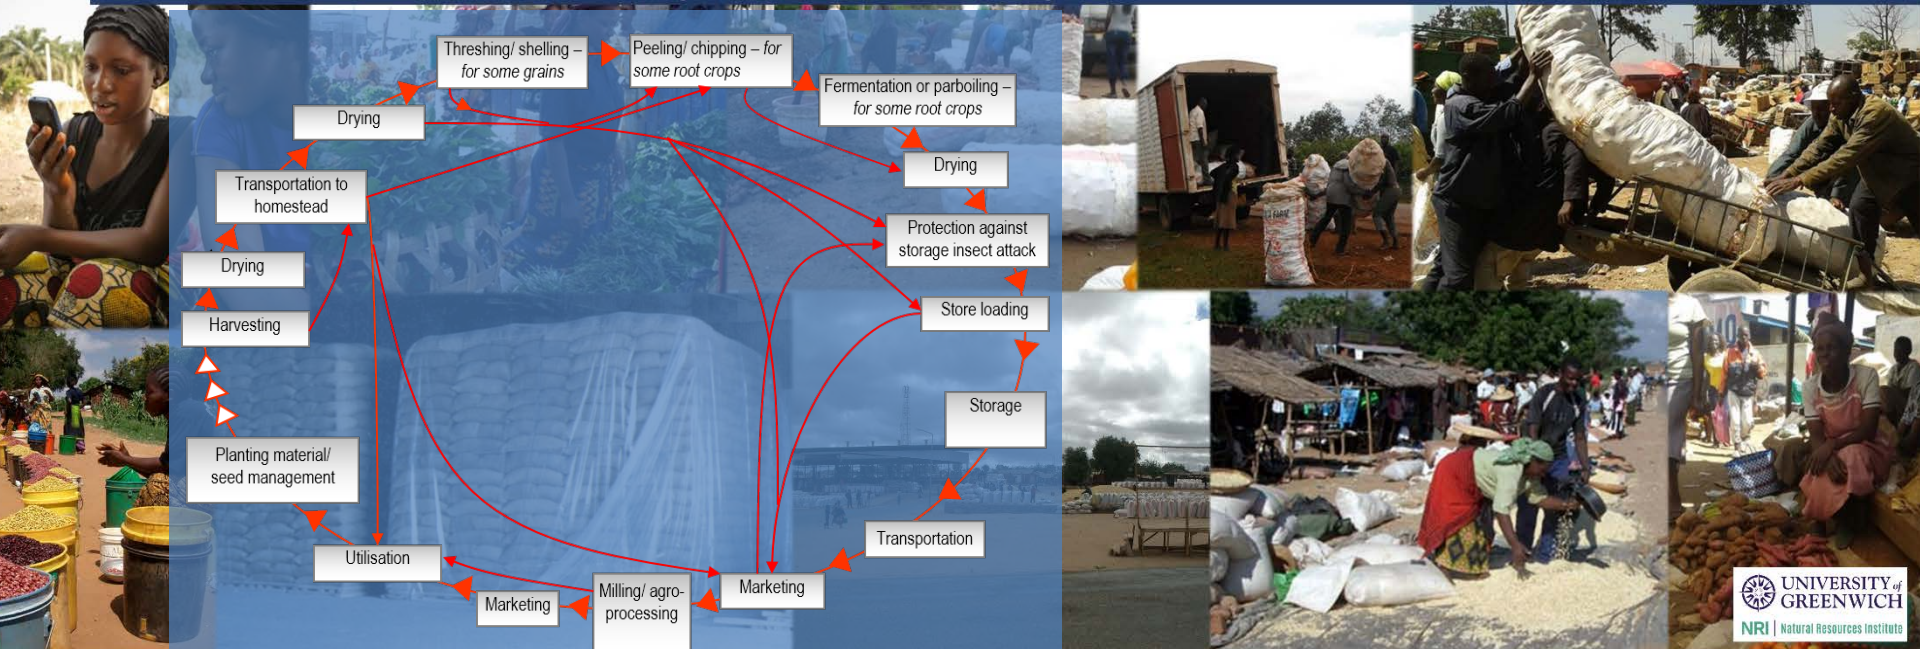 Threshing/ shelling –
for some grains
Peeling/ chipping – for
some root crops
Fermentation or parboiling –
for some root crops
Drying
Drying
Transportation to
homestead
Protection against
storage insect attack
Drying
Store loading
Harvesting
Storage
Planting material/
seed management
Transportation
Utilisation
Marketing
Milling/ agro-
processing
Marketing
UNIVERSITY of
GREENWICH
NRI | Natural Resources Institute